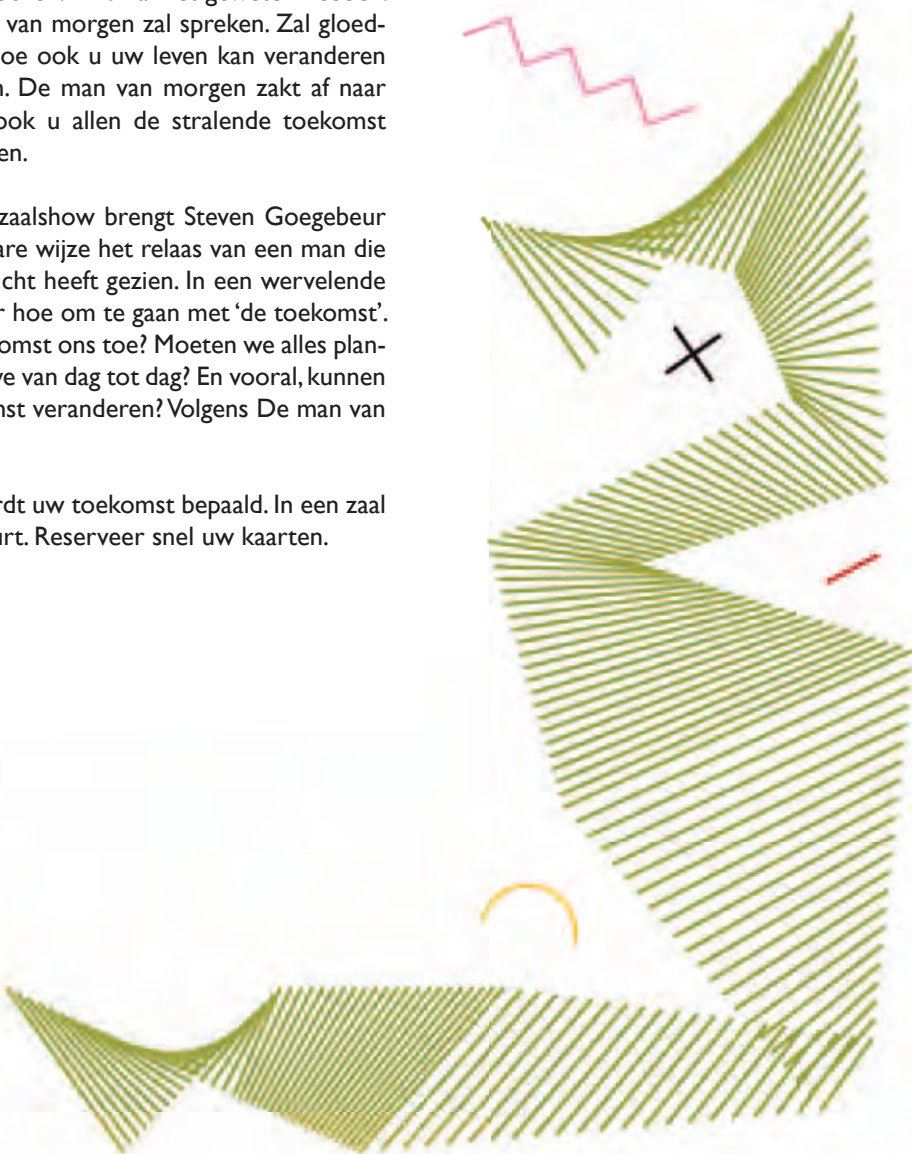 van morgen zal spreken. Zal gloed-
oe ook u uw leven kan veranderen
n. De man van morgen zakt af naar
ook u allen de stralende toekomst
en.
zaalshow brengt Steven Goegebeur
are wijze het relaas van een man die
cht heeft gezien. In een wervelende
r hoe om te gaan met ‘de toekomst’.
omst ons toe? Moeten we alles plan-
ve van dag tot dag? En vooral, kunnen
nst veranderen? Volgens De man van
rdt uw toekomst bepaald. In een zaal
urt. Reserveer snel uw kaarten.